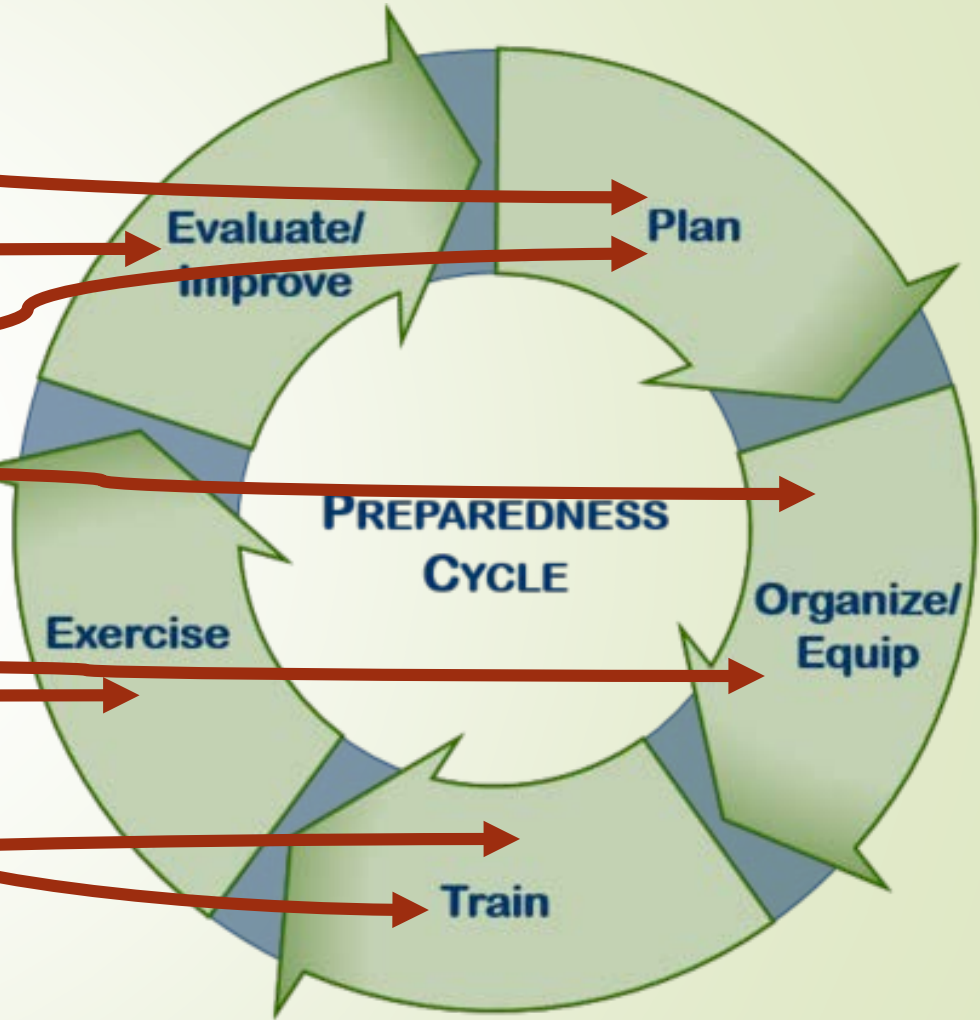 Evaluate/
Improve
Plan
PREPAREDNESS
CYCLE
Organize/
Equip
Exercise
Train